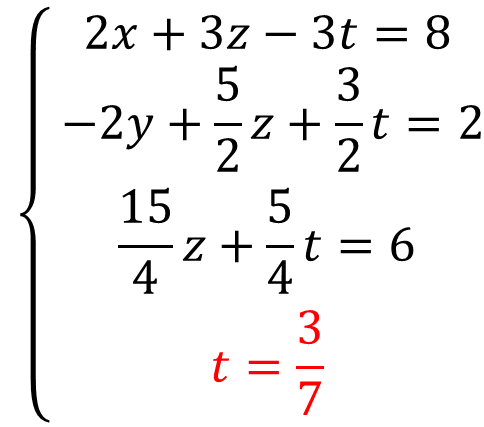 2x + 3z − 3t = 8
−2y + 5/2 z + 3/2 t = 2
15/4 z + 5/4 t = 6
t = 3/7